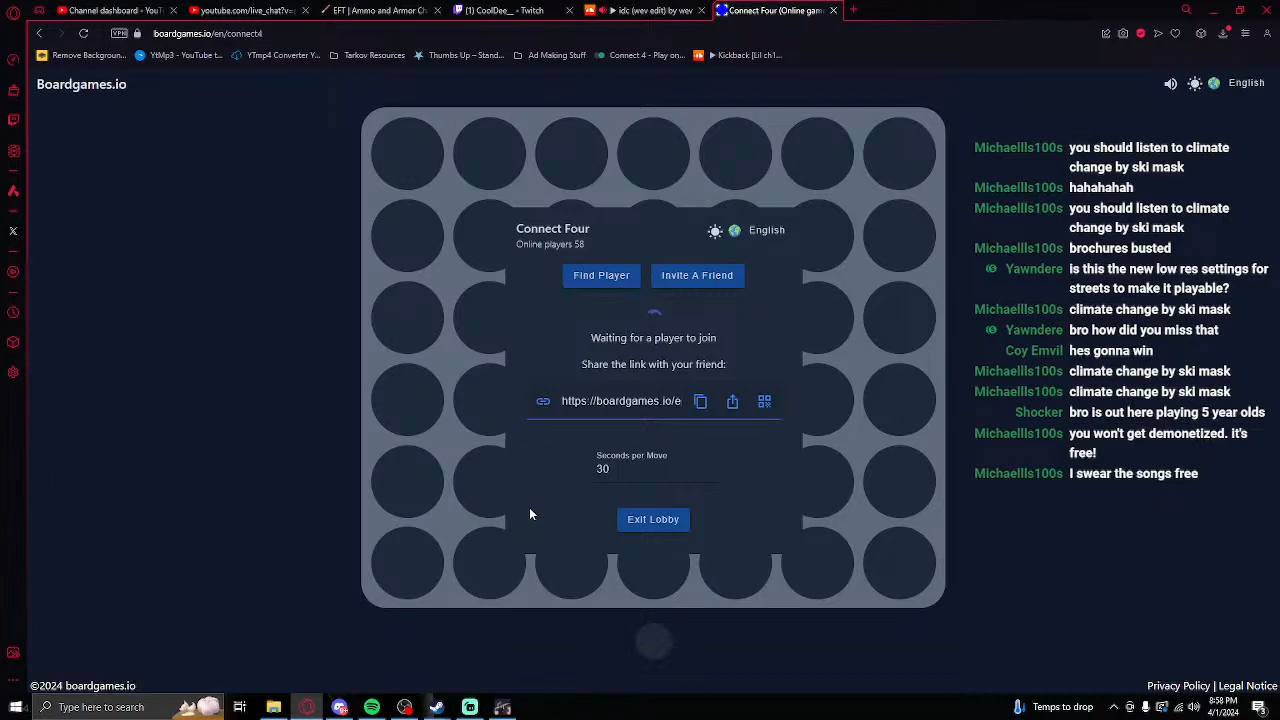 Channel dashboard - YouTu
youtube.com/live_chat?v=
EFT | Ammo and Armor Ch
(1) CoolDee__ - Twitch
idc (wev edit) by we
Connect Four (Online gam
VPN
boardgames.io/en/connect4
Remove Backgroun...
YtMp3 - YouTube t...
YTmp4 Converter Y...
Tarkov Resources
Thumbs Up - Stand...
Ad Making Stuff
Connect 4 - Play on...
Kickback [Lil ch'l...
Boardgames.io
English
Connect Four
Online players 58
English
Find Player
Invite A Friend
Waiting for a player to join
Share the link with your friend:
https://boardgames.io/e
Seconds per Move
30
Exit Lobby
Michaellls100s you should listen to climate
change by ski mask
Michaellls100s hahahahah
Michaellls100s you should listen to climate
change by ski mask
Michaellls100s brochures busted
Yawndere is this the new low res settings for
streets to make it playable?
Michaellls100s climate change by ski mask
Yawndere bro how did you miss that
Coy Emvil hes gonna win
Michaellls100s climate change by ski mask
Michaellls100s climate change by ski mask
Shocker bro is out here playing 5 year olds
Michaellls100s you won't get demonetized. it's
free!
Michaellls100s I swear the songs free
©2024 boardgames.io
Privacy Policy | Legal Notice
Type here to search
Temps to drop
8:58 PM
4/1/2024